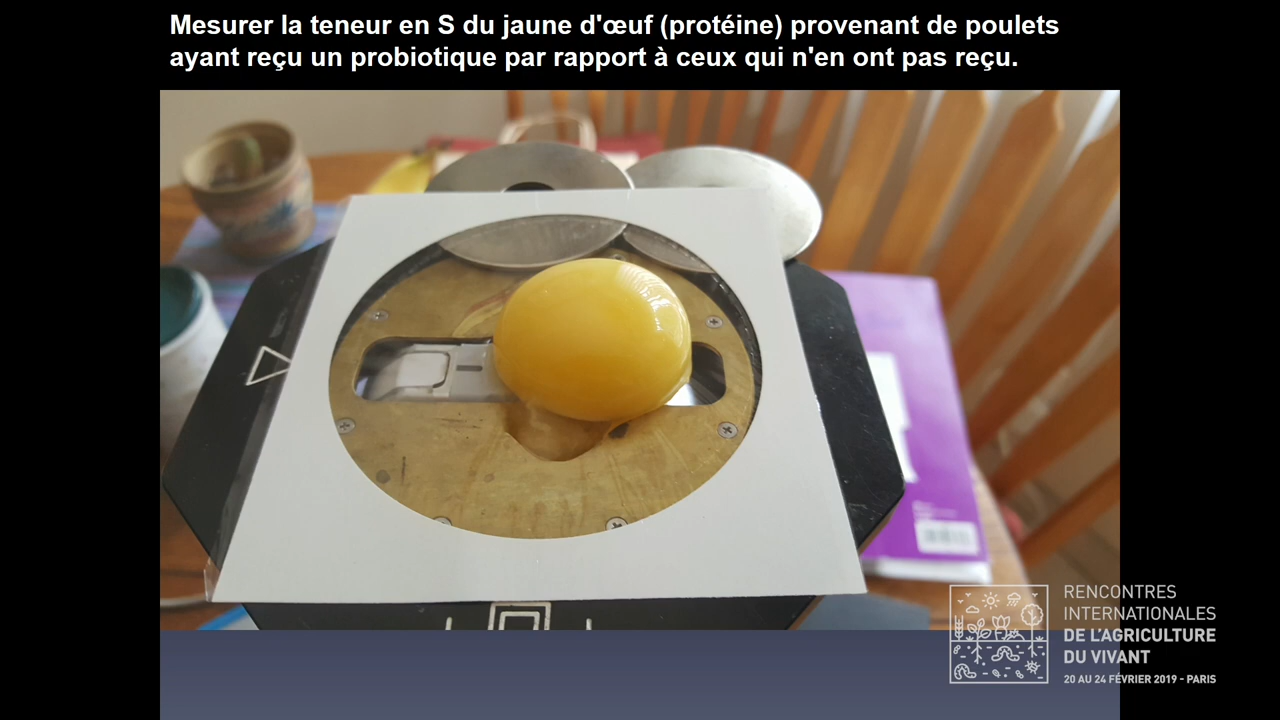 Mesurer la teneur en S du jaune d'œuf (protéine) provenant de poulets
ayant reçu un probiotique par rapport à ceux qui n'en ont pas reçu.
RENCONTRES
INTERNATIONALES
DE L'AGRICULTURE
DU VIVANT
20 AU 24 FÉVRIER 2019 - PARIS